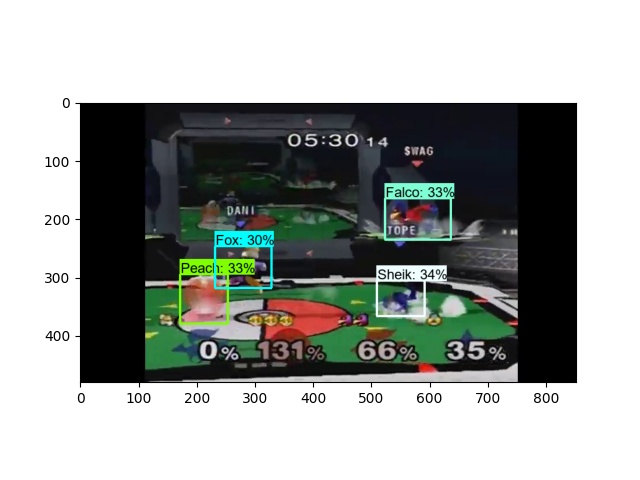 0
100
200
300
400
05:30 14
SWAG
Falco: 33%
DANI
TOPE
Fox: 30%
Peach: 33%
Sheik: 34%
0% 131% 66% 35%
0 100 200 300 400 500 600 700 800